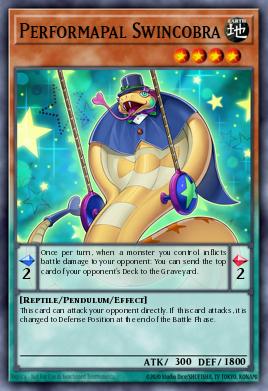 PERFORMAPAL SWINCOBRA
EARTH
地
Once per turn, when a monster you control inflicts
battle damage to your opponent: You can send the
top card of your opponent's Deck to the Graveyard.
2
2
[REPTILE/PENDULUM/EFFECT]
This card can attack your opponent directly. If this card attacks, it is
changed to Defense Position at the end of the Battle Phase.
ATK/ 300 DEF/1800